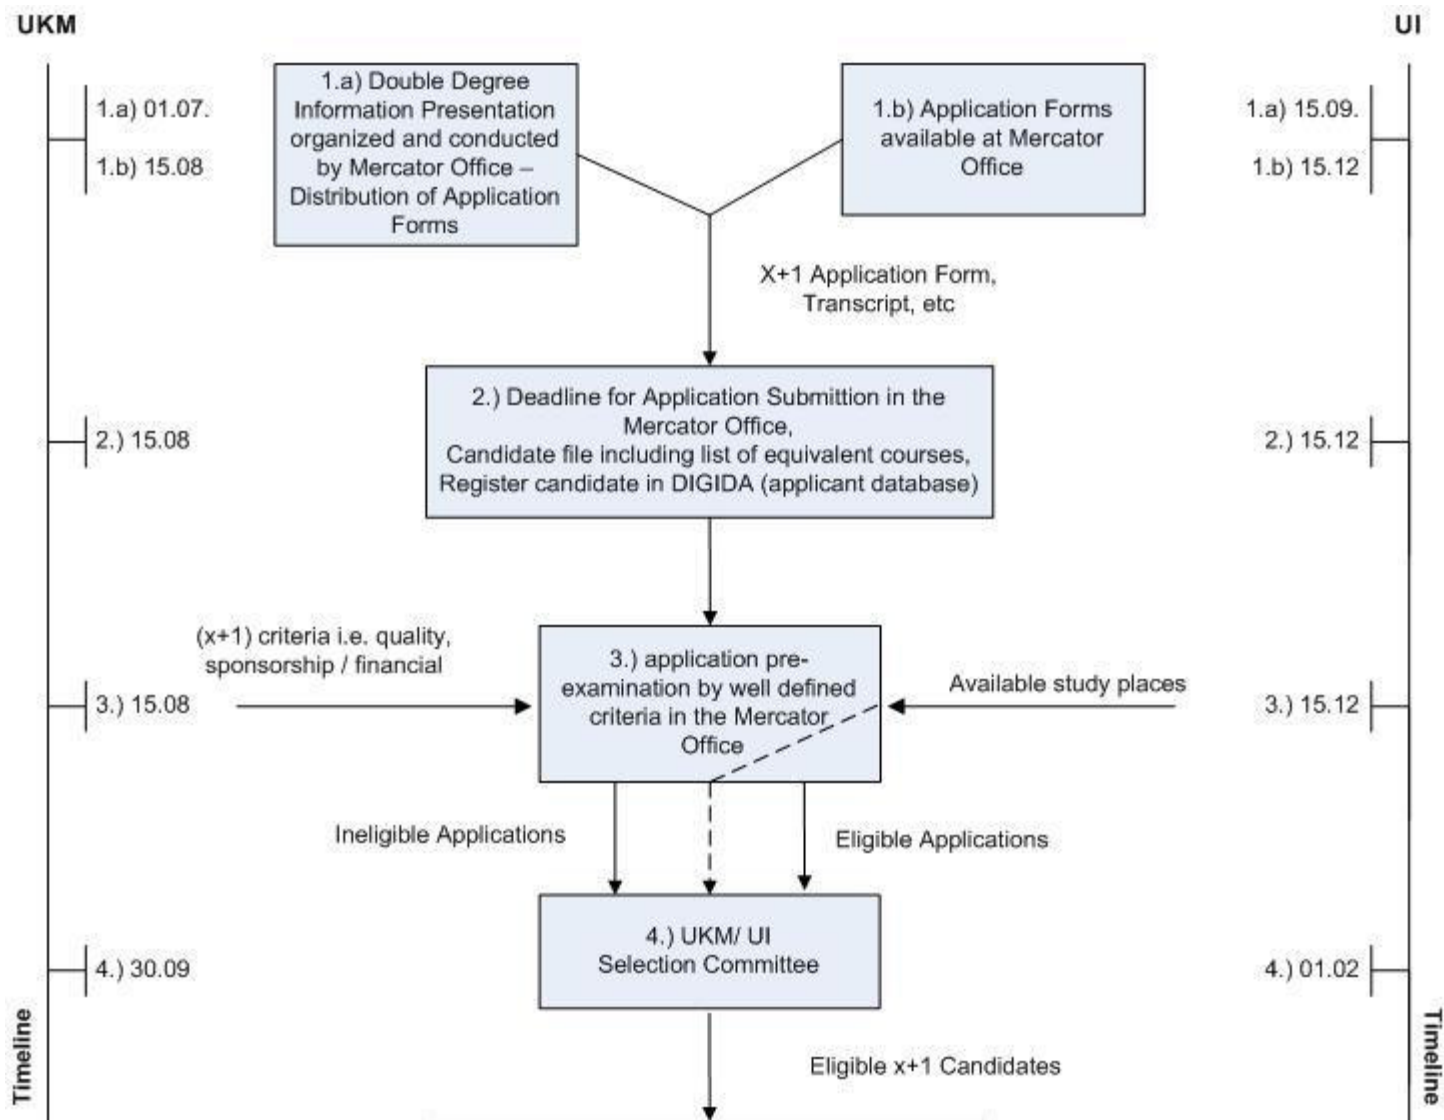 UKM
UI
1.a) 01.07.
1.b) 15.08
1.a) Double Degree
Information Presentation
organized and conducted
by Mercator Office –
Distribution of Application
Forms
1.b) Application Forms
available at Mercator
Office
1.a) 15.09.
1.b) 15.12
X+1 Application Form,
Transcript, etc
2.) 15.08
2.) Deadline for Application Submittion in the
Mercator Office,
Candidate file including list of equivalent courses,
Register candidate in DIGIDA (applicant database)
2.) 15.12
(x+1) criteria i.e. quality,
sponsorship / financial
3.) 15.08
3.) application pre-
examination by well defined
criteria in the Mercator
Office
Available study places
3.) 15.12
Ineligible Applications
Eligible Applications
4.) 30.09
4.) UKM/ UI
Selection Committee
4.) 01.02
Timeline
Timeline
Eligible x+1 Candidates